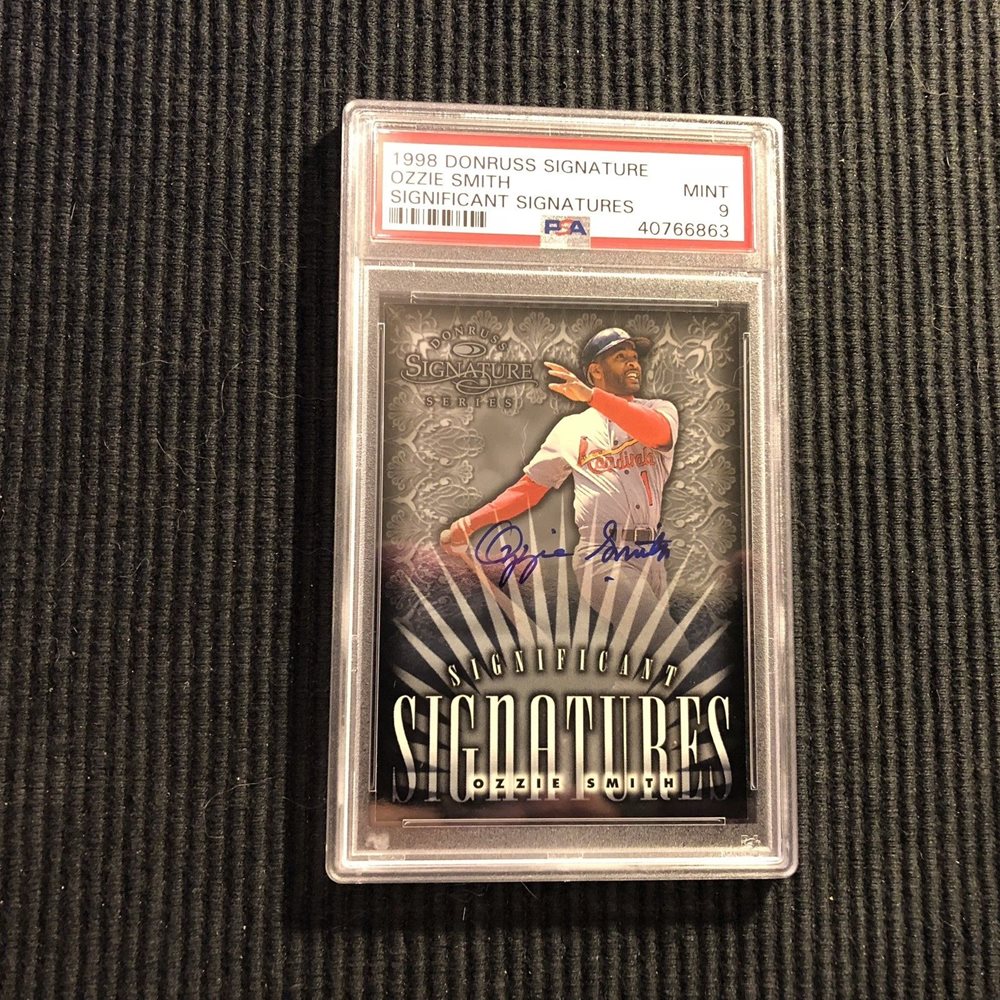 1998 DONRUSS SIGNATURE
OZZIE SMITH MINT
SIGNIFICANT SIGNATURES 9
PSA 40766863
DONRUSS
SIGNATURE
SERIES
Cardinals
1
Ozzie Smith
SIGNIFICANT
SIGNATURES
OZZIE SMITH